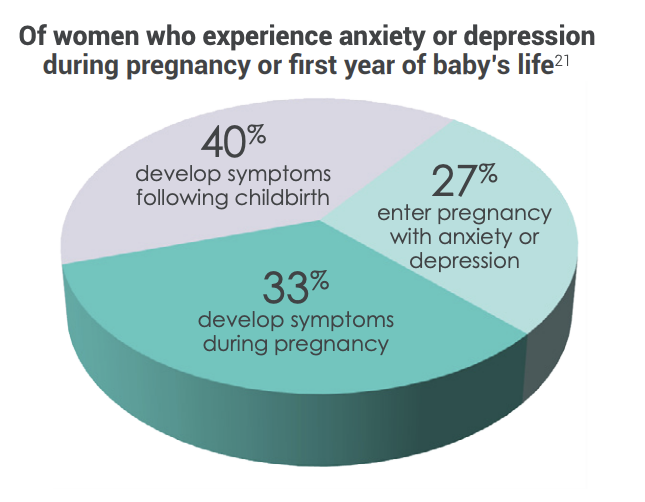 Of women who experience anxiety or depression
during pregnancy or first year of baby's life21
40%
develop symptoms
following childbirth
27%
enter pregnancy
with anxiety or
depression
33%
develop symptoms
during pregnancy